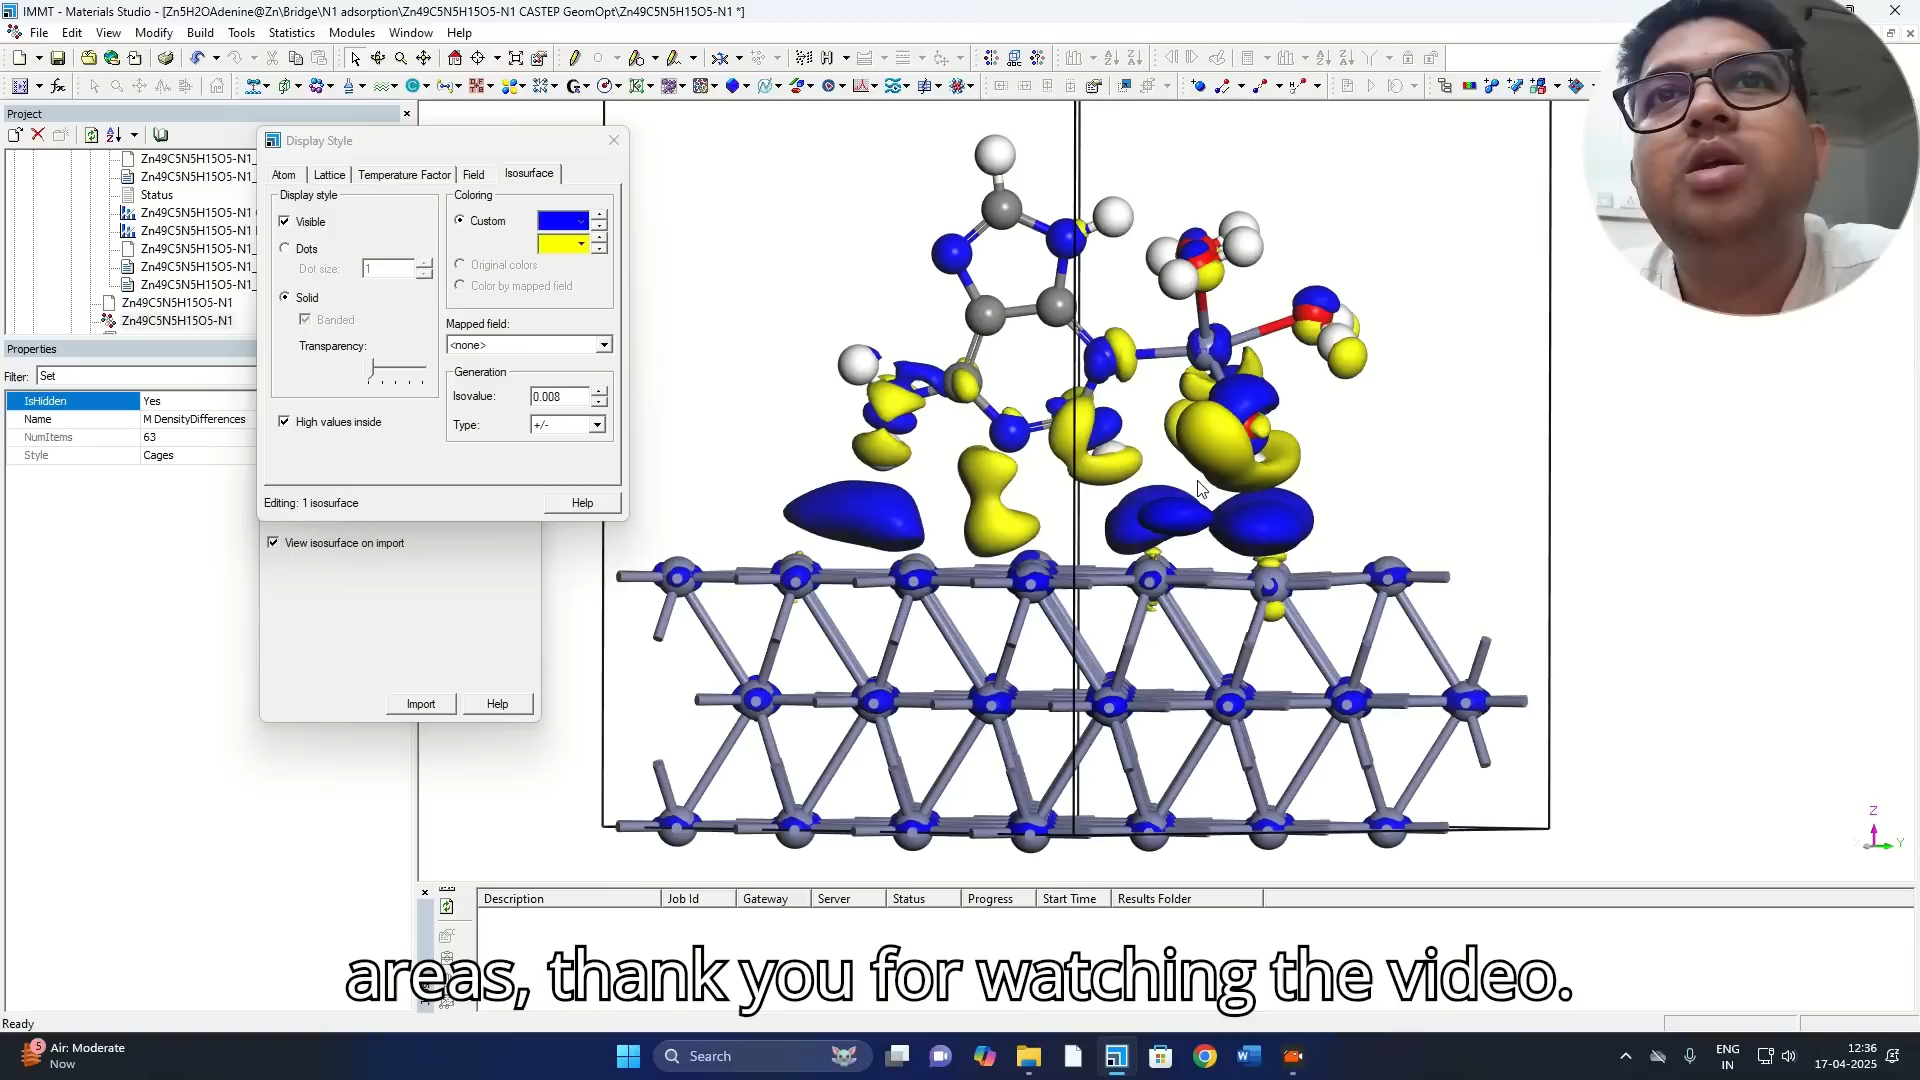 IMMT - Materials Studio - [Zn5H2OAdenine@Zn\Bridge\N1 adsorption\Zn49C5N5H15O5-N1 CASTEP GeomOpt\Zn49C5N5H15O5-N1 *]
File Edit View Modify Build Tools Statistics Modules Window Help
Project
Zn49C5N5H15O5-N1_
Zn49C5N5H15O5-N1_
Status
Zn49C5N5H15O5-N1
Zn49C5N5H15O5-N1
Zn49C5N5H15O5-N1_
Zn49C5N5H15O5-N1_
Zn49C5N5H15O5-N1_
Zn49C5N5H15O5-N1
Zn49C5N5H15O5-N1
Properties
Filter: Set
IsHidden Yes
Name M DensityDifferences
NumItems 63
Style Cages
Display Style
Atom Lattice Temperature Factor Field Isosurface
Display style
Visible
Dots
Dot size: 1
Solid
Banded
Transparency:
High values inside
Coloring
Custom
Original colors
Color by mapped field
Mapped field:
<none>
Generation
Isovalue: 0.008
Type: +/-
Editing: 1 isosurface
Help
View isosurface on import
Import Help
Z
Y
Description Job Id Gateway Server Status Progress Start Time Results Folder
areas, thank you for watching the video.
Ready
5
Air: Moderate
Now
Search
ENG
IN
12:36
17-04-2025